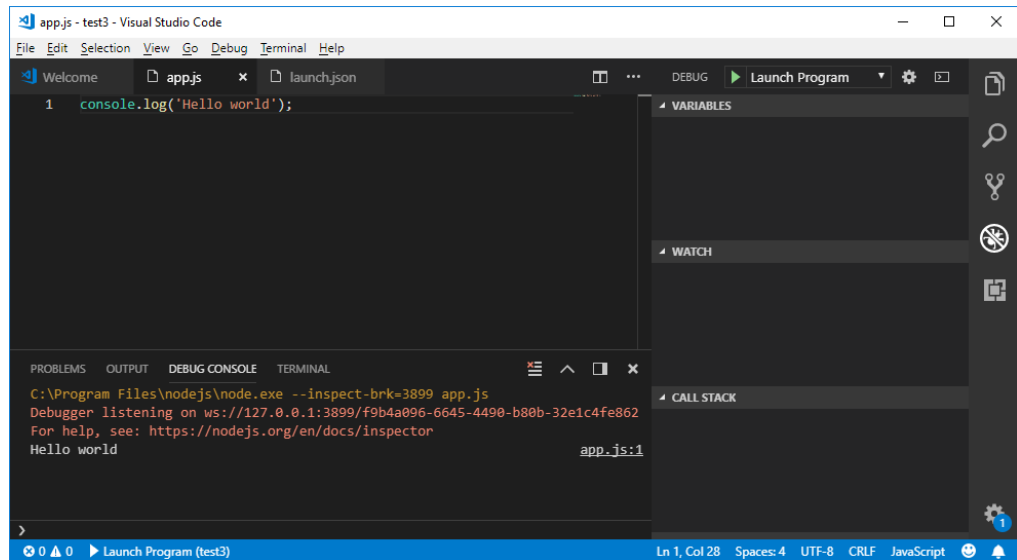 app.js - test3 - Visual Studio Code
File Edit Selection View Go Debug Terminal Help
Welcome app.js launch.json
DEBUG Launch Program
1 console.log('Hello world');
VARIABLES
WATCH
CALL STACK
PROBLEMS OUTPUT DEBUG CONSOLE TERMINAL
C:\Program Files\nodejs\node.exe --inspect-brk=3899 app.js
Debugger listening on ws://127.0.0.1:3899/f9b4a096-6645-4490-b80b-32e1c4fe862
For help, see: https://nodejs.org/en/docs/inspector
Hello world app.js:1
1
0 0 Launch Program (test3) Ln 1, Col 28 Spaces: 4 UTF-8 CRLF JavaScript